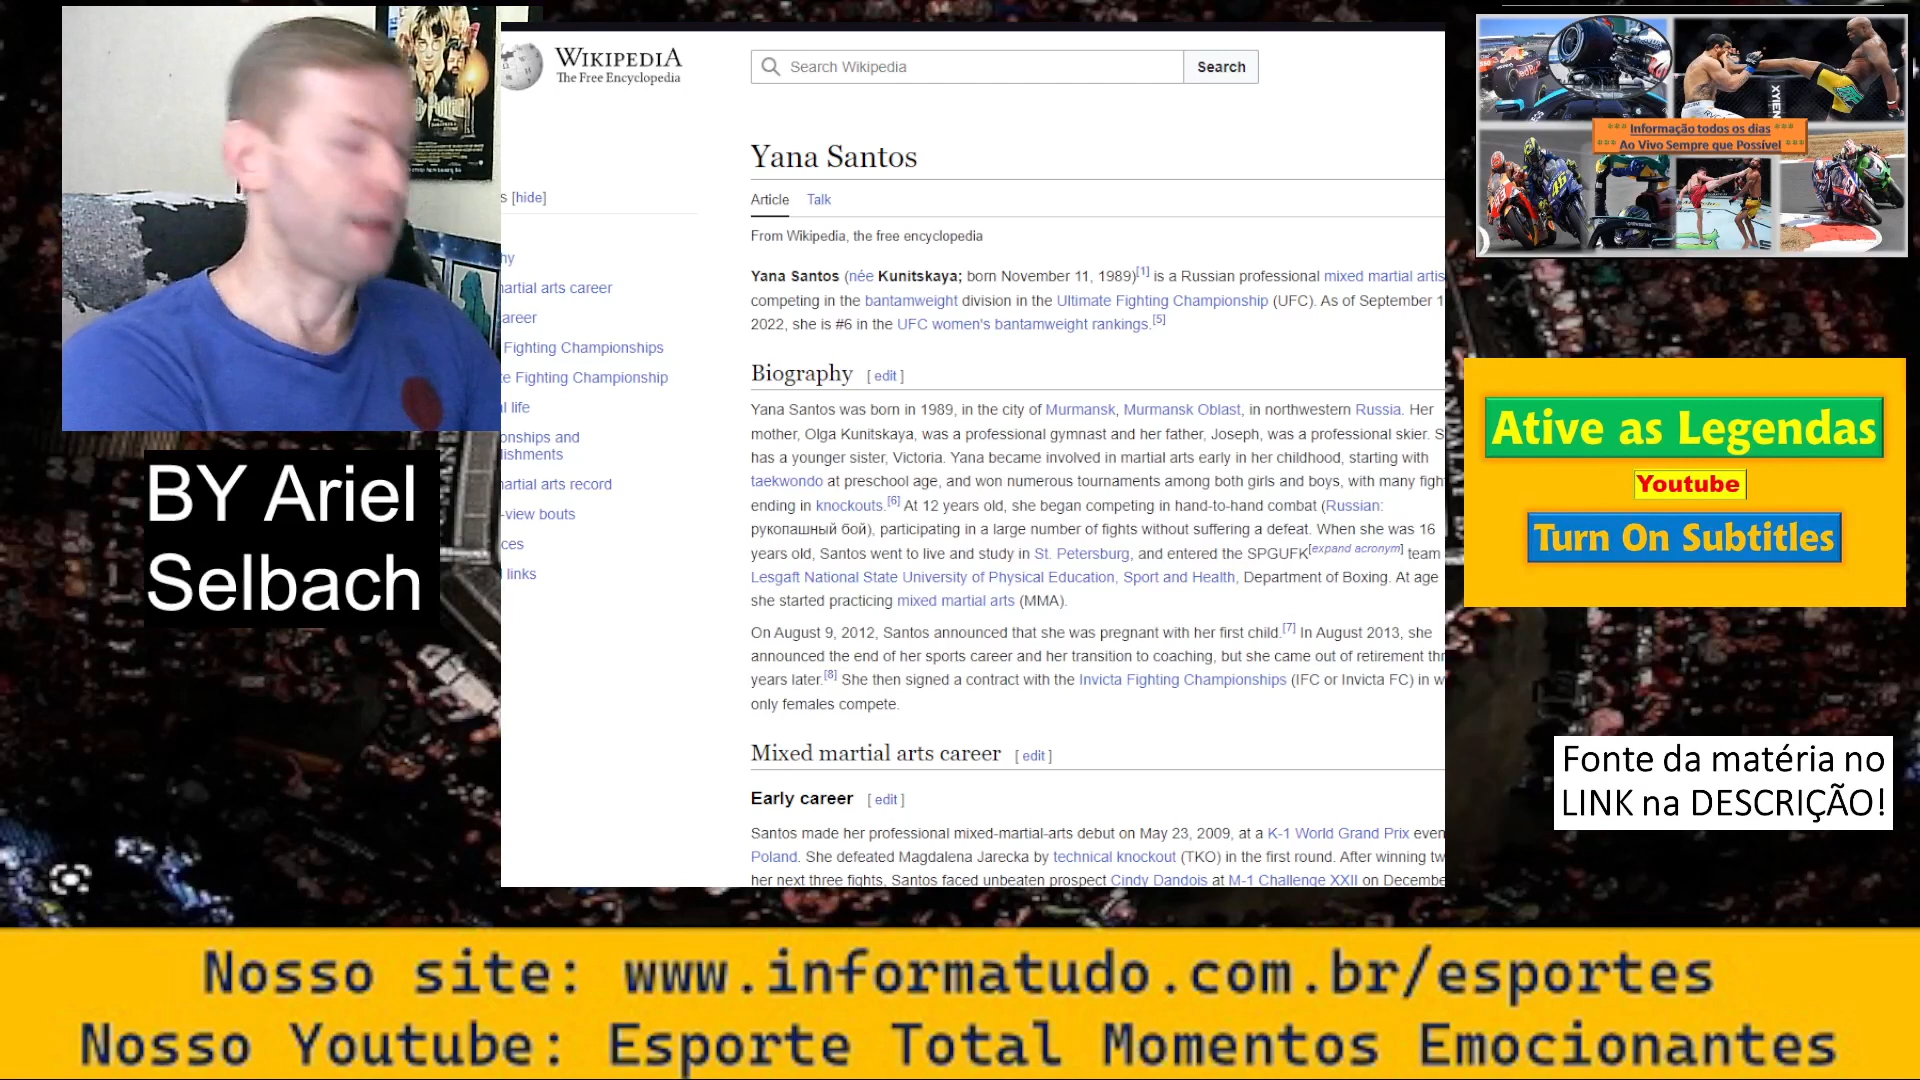 BY Ariel
Selbach
WIKIPEDIA
The Free Encyclopedia
Search Wikipedia
Search
[hide]
artial arts career
areer
Fighting Championships
te Fighting Championship
l life
onships and
lishments
artial arts record
-view bouts
ces
links
Yana Santos
Article Talk
From Wikipedia, the free encyclopedia
Yana Santos (née Kunitskaya; born November 11, 1989)[1] is a Russian professional mixed martial artis
competing in the bantamweight division in the Ultimate Fighting Championship (UFC). As of September 1
2022, she is #6 in the UFC women's bantamweight rankings.[5]
Biography [ edit ]
Yana Santos was born in 1989, in the city of Murmansk, Murmansk Oblast, in northwestern Russia. Her
mother, Olga Kunitskaya, was a professional gymnast and her father, Joseph, was a professional skier. S
has a younger sister, Victoria. Yana became involved in martial arts early in her childhood, starting with
taekwondo at preschool age, and won numerous tournaments among both girls and boys, with many figh
ending in knockouts.[6] At 12 years old, she began competing in hand-to-hand combat (Russian:
рукопашный бой), participating in a large number of fights without suffering a defeat. When she was 16
years old, Santos went to live and study in St. Petersburg, and entered the SPGUFK[expand acronym] team
Lesgaft National State University of Physical Education, Sport and Health, Department of Boxing. At age
she started practicing mixed martial arts (MMA).
On August 9, 2012, Santos announced that she was pregnant with her first child.[7] In August 2013, she
announced the end of her sports career and her transition to coaching, but she came out of retirement thr
years later.[8] She then signed a contract with the Invicta Fighting Championships (IFC or Invicta FC) in w
only females compete.
Mixed martial arts career [ edit ]
Early career [ edit ]
Santos made her professional mixed-martial-arts debut on May 23, 2009, at a K-1 World Grand Prix even
Poland. She defeated Magdalena Jarecka by technical knockout (TKO) in the first round. After winning tw
her next three fights, Santos faced unbeaten prospect Cindy Dandois at M-1 Challenge XXII on Decembe
*** Informação todos os dias ***
*** Ao Vivo Sempre que Possível ***
Ative as Legendas
Youtube
Turn On Subtitles
Fonte da matéria no
LINK na DESCRIÇÃO!
Nosso site: www.informatudo.com.br/esportes
Nosso Youtube: Esporte Total Momentos Emocionantes